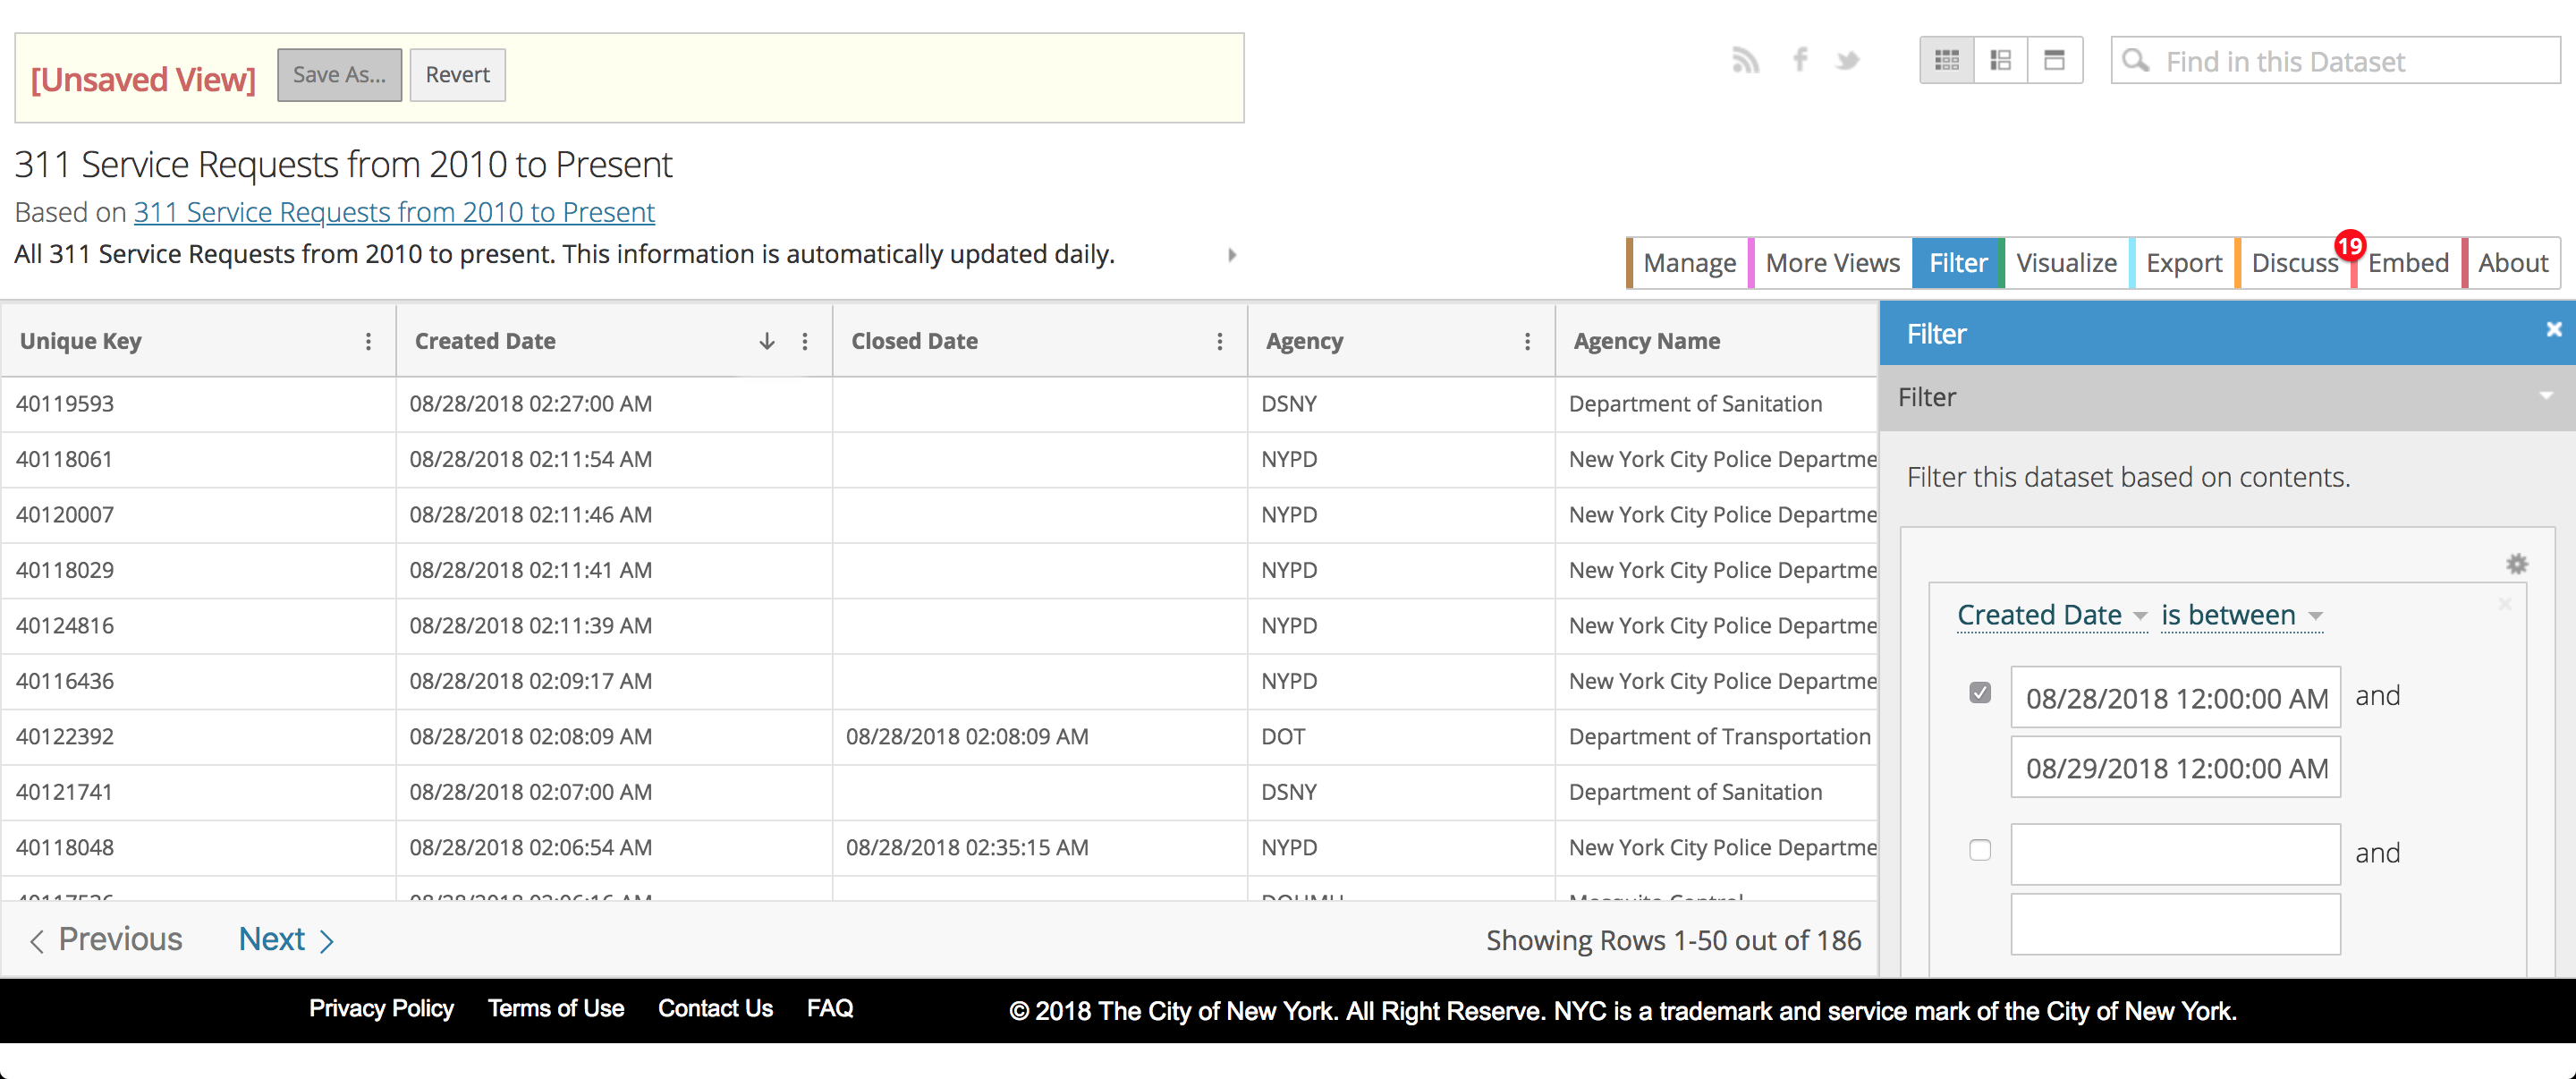 [Unsaved View] Save As... Revert
Find in this Dataset
311 Service Requests from 2010 to Present
Based on 311 Service Requests from 2010 to Present
All 311 Service Requests from 2010 to present. This information is automatically updated daily.
Manage More Views Filter Visualize Export Discuss 19 Embed About
Unique Key Created Date Closed Date Agency Agency Name
40119593 08/28/2018 02:27:00 AM DSNY Department of Sanitation
40118061 08/28/2018 02:11:54 AM NYPD New York City Police Departme
40120007 08/28/2018 02:11:46 AM NYPD New York City Police Departme
40118029 08/28/2018 02:11:41 AM NYPD New York City Police Departme
40124816 08/28/2018 02:11:39 AM NYPD New York City Police Departme
40116436 08/28/2018 02:09:17 AM NYPD New York City Police Departme
40122392 08/28/2018 02:08:09 AM 08/28/2018 02:08:09 AM DOT Department of Transportation
40121741 08/28/2018 02:07:00 AM DSNY Department of Sanitation
40118048 08/28/2018 02:06:54 AM 08/28/2018 02:35:15 AM NYPD New York City Police Departme
Previous Next Showing Rows 1-50 out of 186
Filter
Filter
Filter this dataset based on contents.
Created Date is between
08/28/2018 12:00:00 AM and
08/29/2018 12:00:00 AM
and
Privacy Policy Terms of Use Contact Us FAQ © 2018 The City of New York. All Right Reserve. NYC is a trademark and service mark of the City of New York.